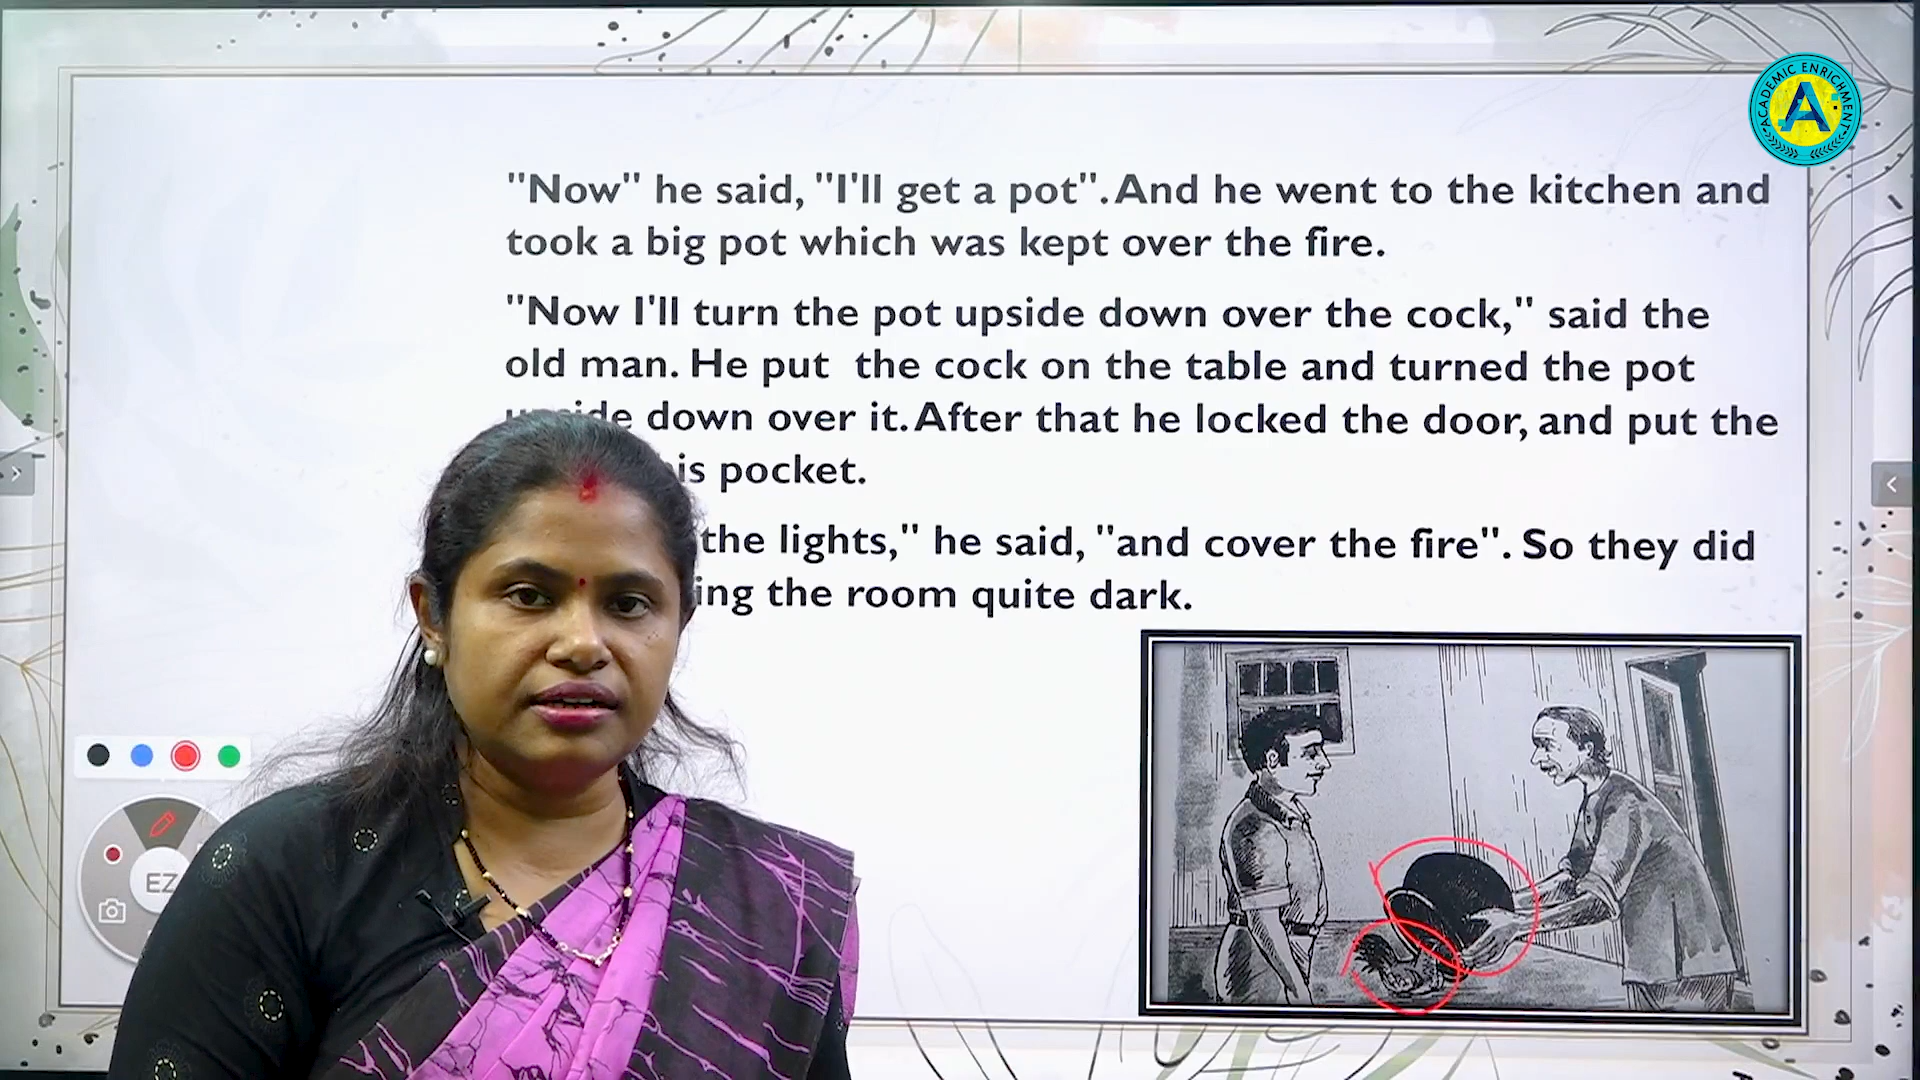 ACADEMIC ENRICHMENT
A
"Now" he said, "I'll get a pot". And he went to the kitchen and
took a big pot which was kept over the fire.
"Now I'll turn the pot upside down over the cock," said the
old man. He put the cock on the table and turned the pot
down over it. After that he locked the door, and put the
pocket.
the lights," he said, "and cover the fire". So they did
the room quite dark.
EZ